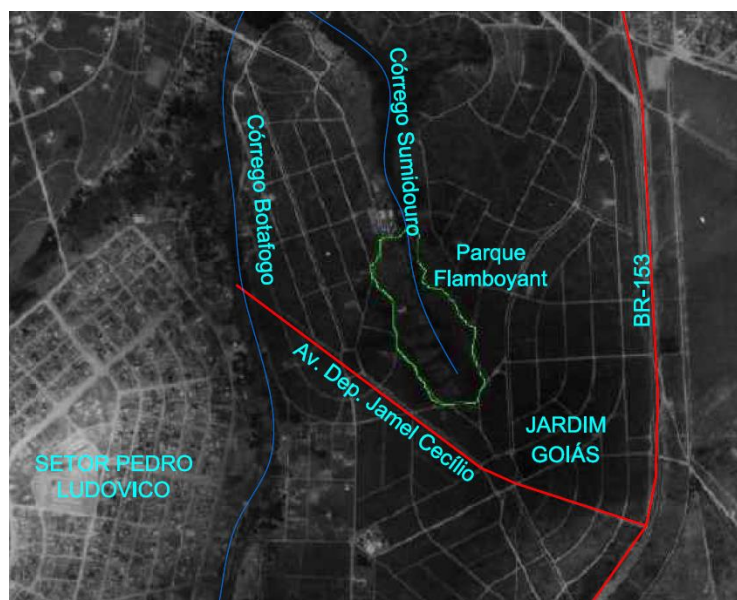 Córrego Sumidouro
Córrego Botafogo
Parque
Flamboyant
BR-153
Av. Dep. Jamel Cecílio
JARDIM
GOIÁS
SETOR PEDRO
LUDOVICO